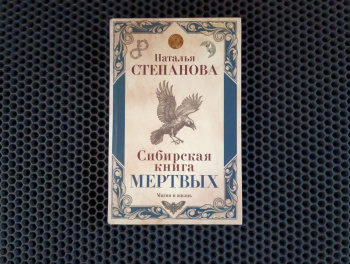 Наталья
СТЕПАНОВА
Сибирская
книга
МЕРТВЫХ
Магия и жизнь